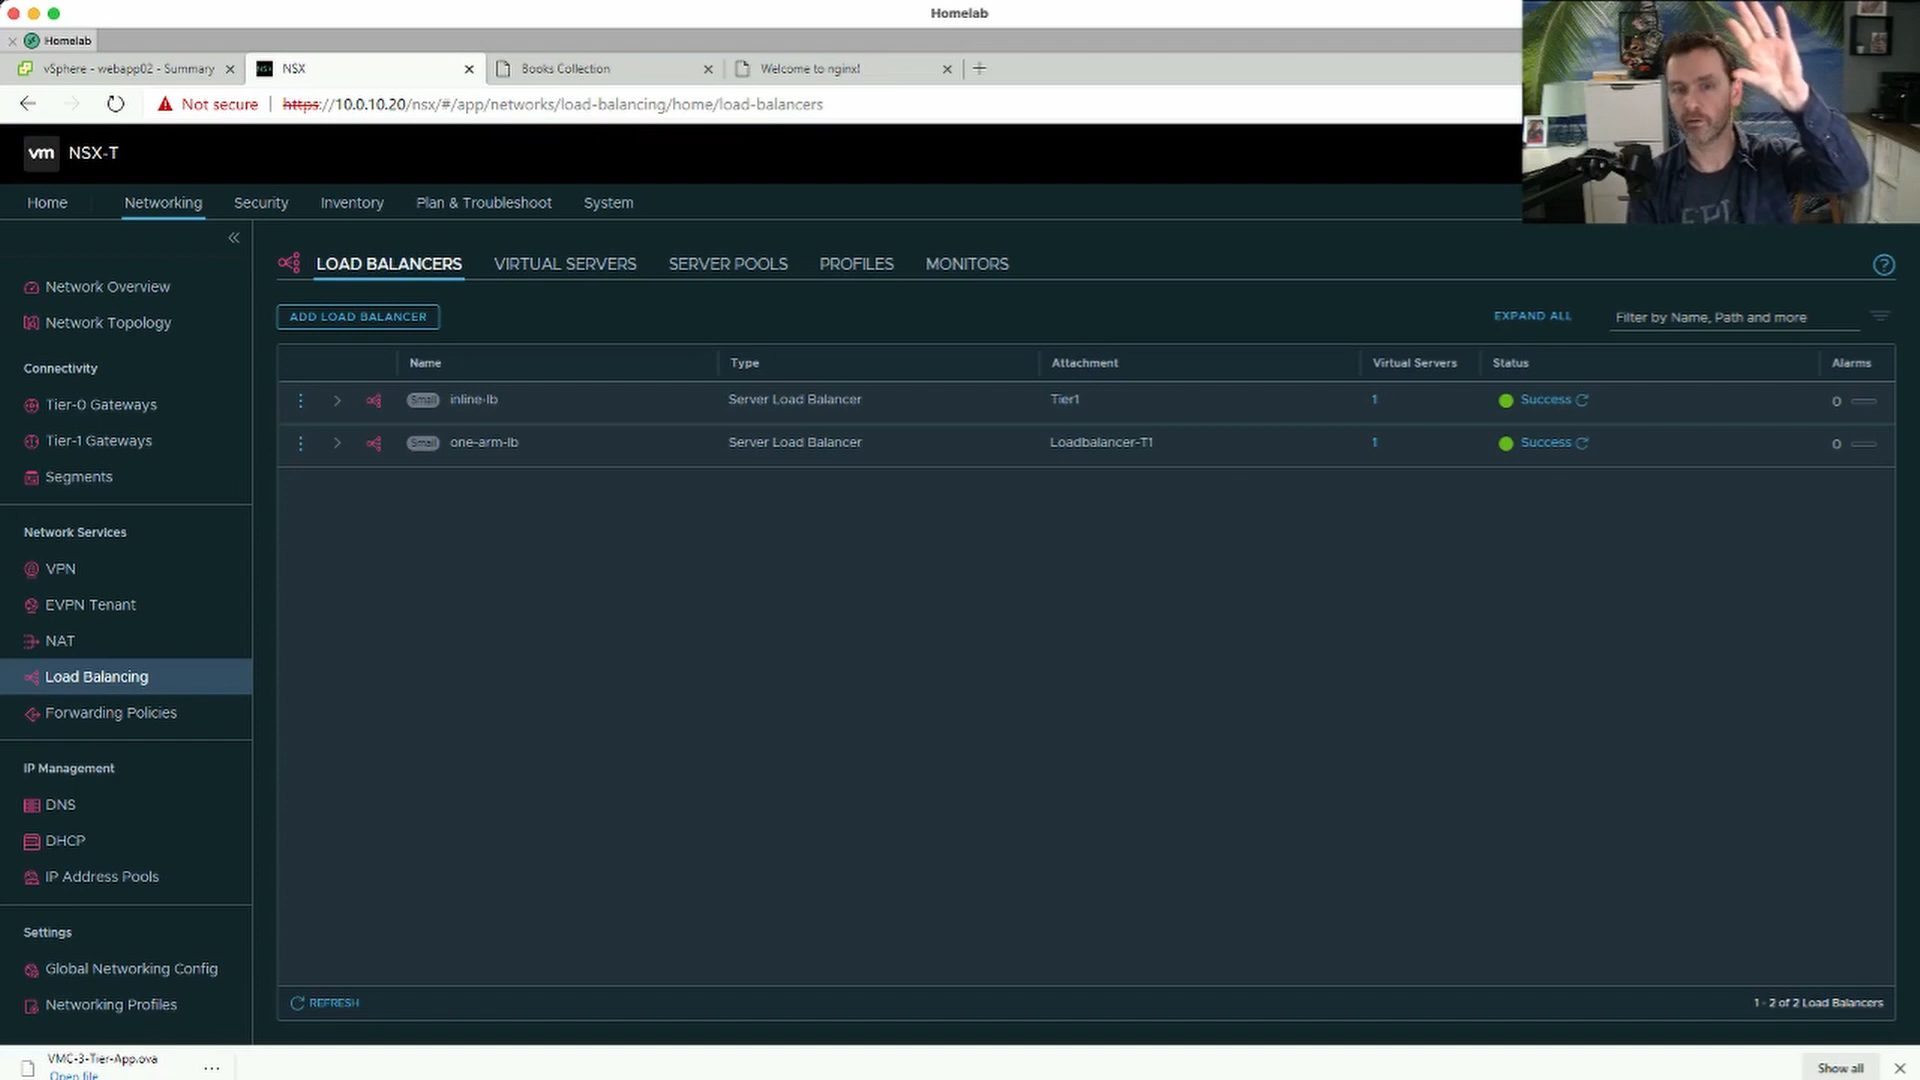 Homelab
Homelab
vSphere - webapp02 - Summary
NSX
Books Collection
Welcome to nginx!
Not secure
https://10.0.10.20/nsx/#/app/networks/load-balancing/home/load-balancers
vm NSX-T
Home
Networking
Security
Inventory
Plan & Troubleshoot
System
Network Overview
Network Topology
Connectivity
Tier-0 Gateways
Tier-1 Gateways
Segments
Network Services
VPN
EVPN Tenant
NAT
Load Balancing
Forwarding Policies
IP Management
DNS
DHCP
IP Address Pools
Settings
Global Networking Config
Networking Profiles
LOAD BALANCERS
VIRTUAL SERVERS
SERVER POOLS
PROFILES
MONITORS
ADD LOAD BALANCER
EXPAND ALL
Filter by Name, Path and more
Name Type Attachment Virtual Servers Status Alarms
Small inline-lb Server Load Balancer Tier1 1 Success 0
Small one-arm-lb Server Load Balancer Loadbalancer-T1 1 Success 0
REFRESH
1 - 2 of 2 Load Balancers
VMC-3-Tier-App.ova
Open file
Show all